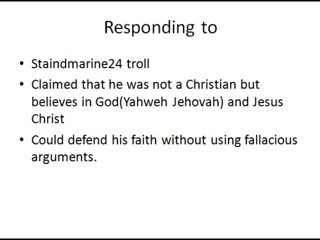 Responding to
• Staindmarine24 troll
• Claimed that he was not a Christian but
believes in God(Yahweh Jehovah) and Jesus
Christ
• Could defend his faith without using fallacious
arguments.